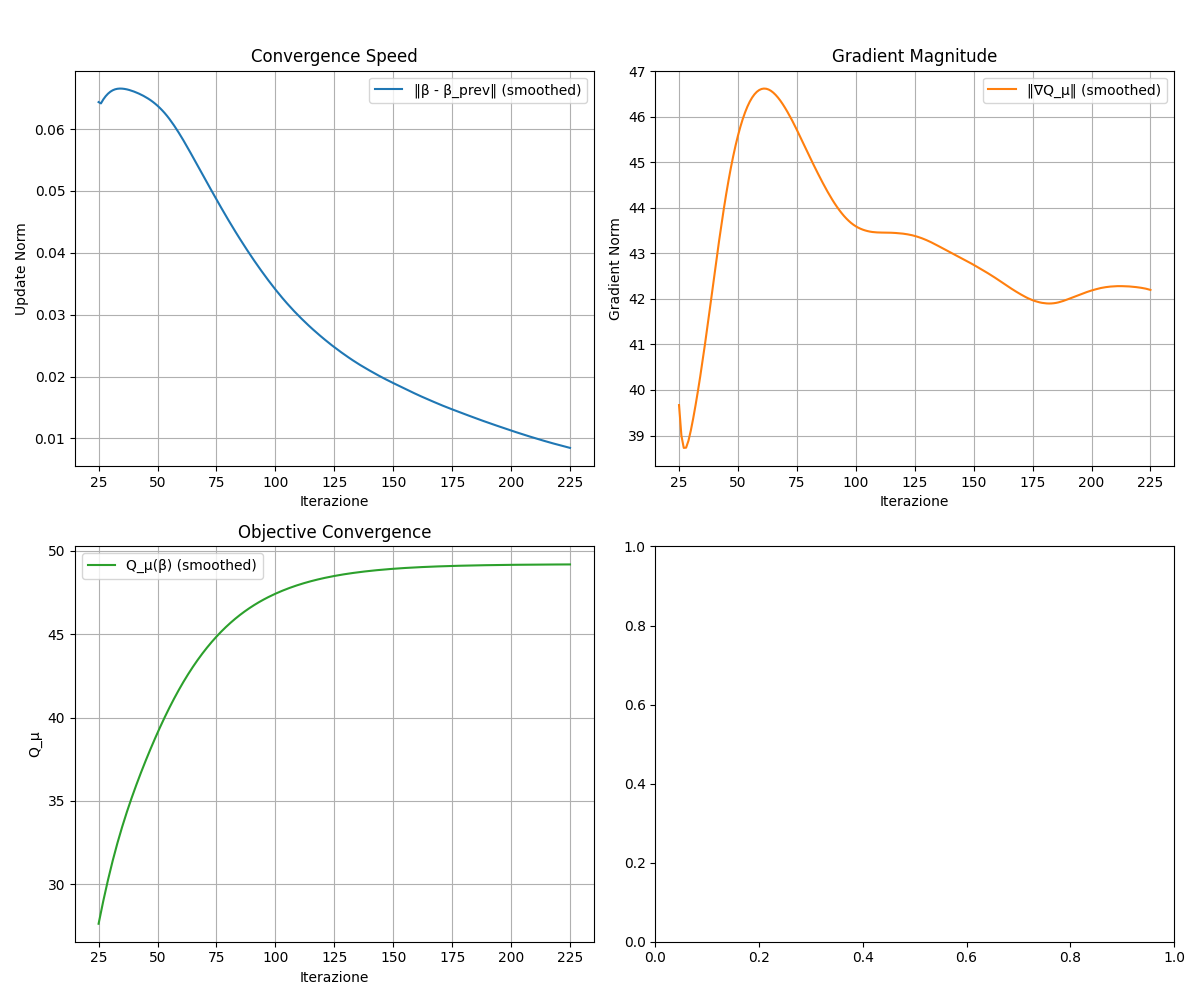 Convergence Speed
‖β - β_prev‖ (smoothed)
Update Norm
0.06
0.05
0.04
0.03
0.02
0.01
25 50 75 100 125 150 175 200 225
Iterazione
Gradient Magnitude
‖∇Q_μ‖ (smoothed)
Gradient Norm
47
46
45
44
43
42
41
40
39
25 50 75 100 125 150 175 200 225
Iterazione
Objective Convergence
Q_μ(β) (smoothed)
Q_μ
50
45
40
35
30
25 50 75 100 125 150 175 200 225
Iterazione
1.0
0.8
0.6
0.4
0.2
0.0
0.0 0.2 0.4 0.6 0.8 1.0